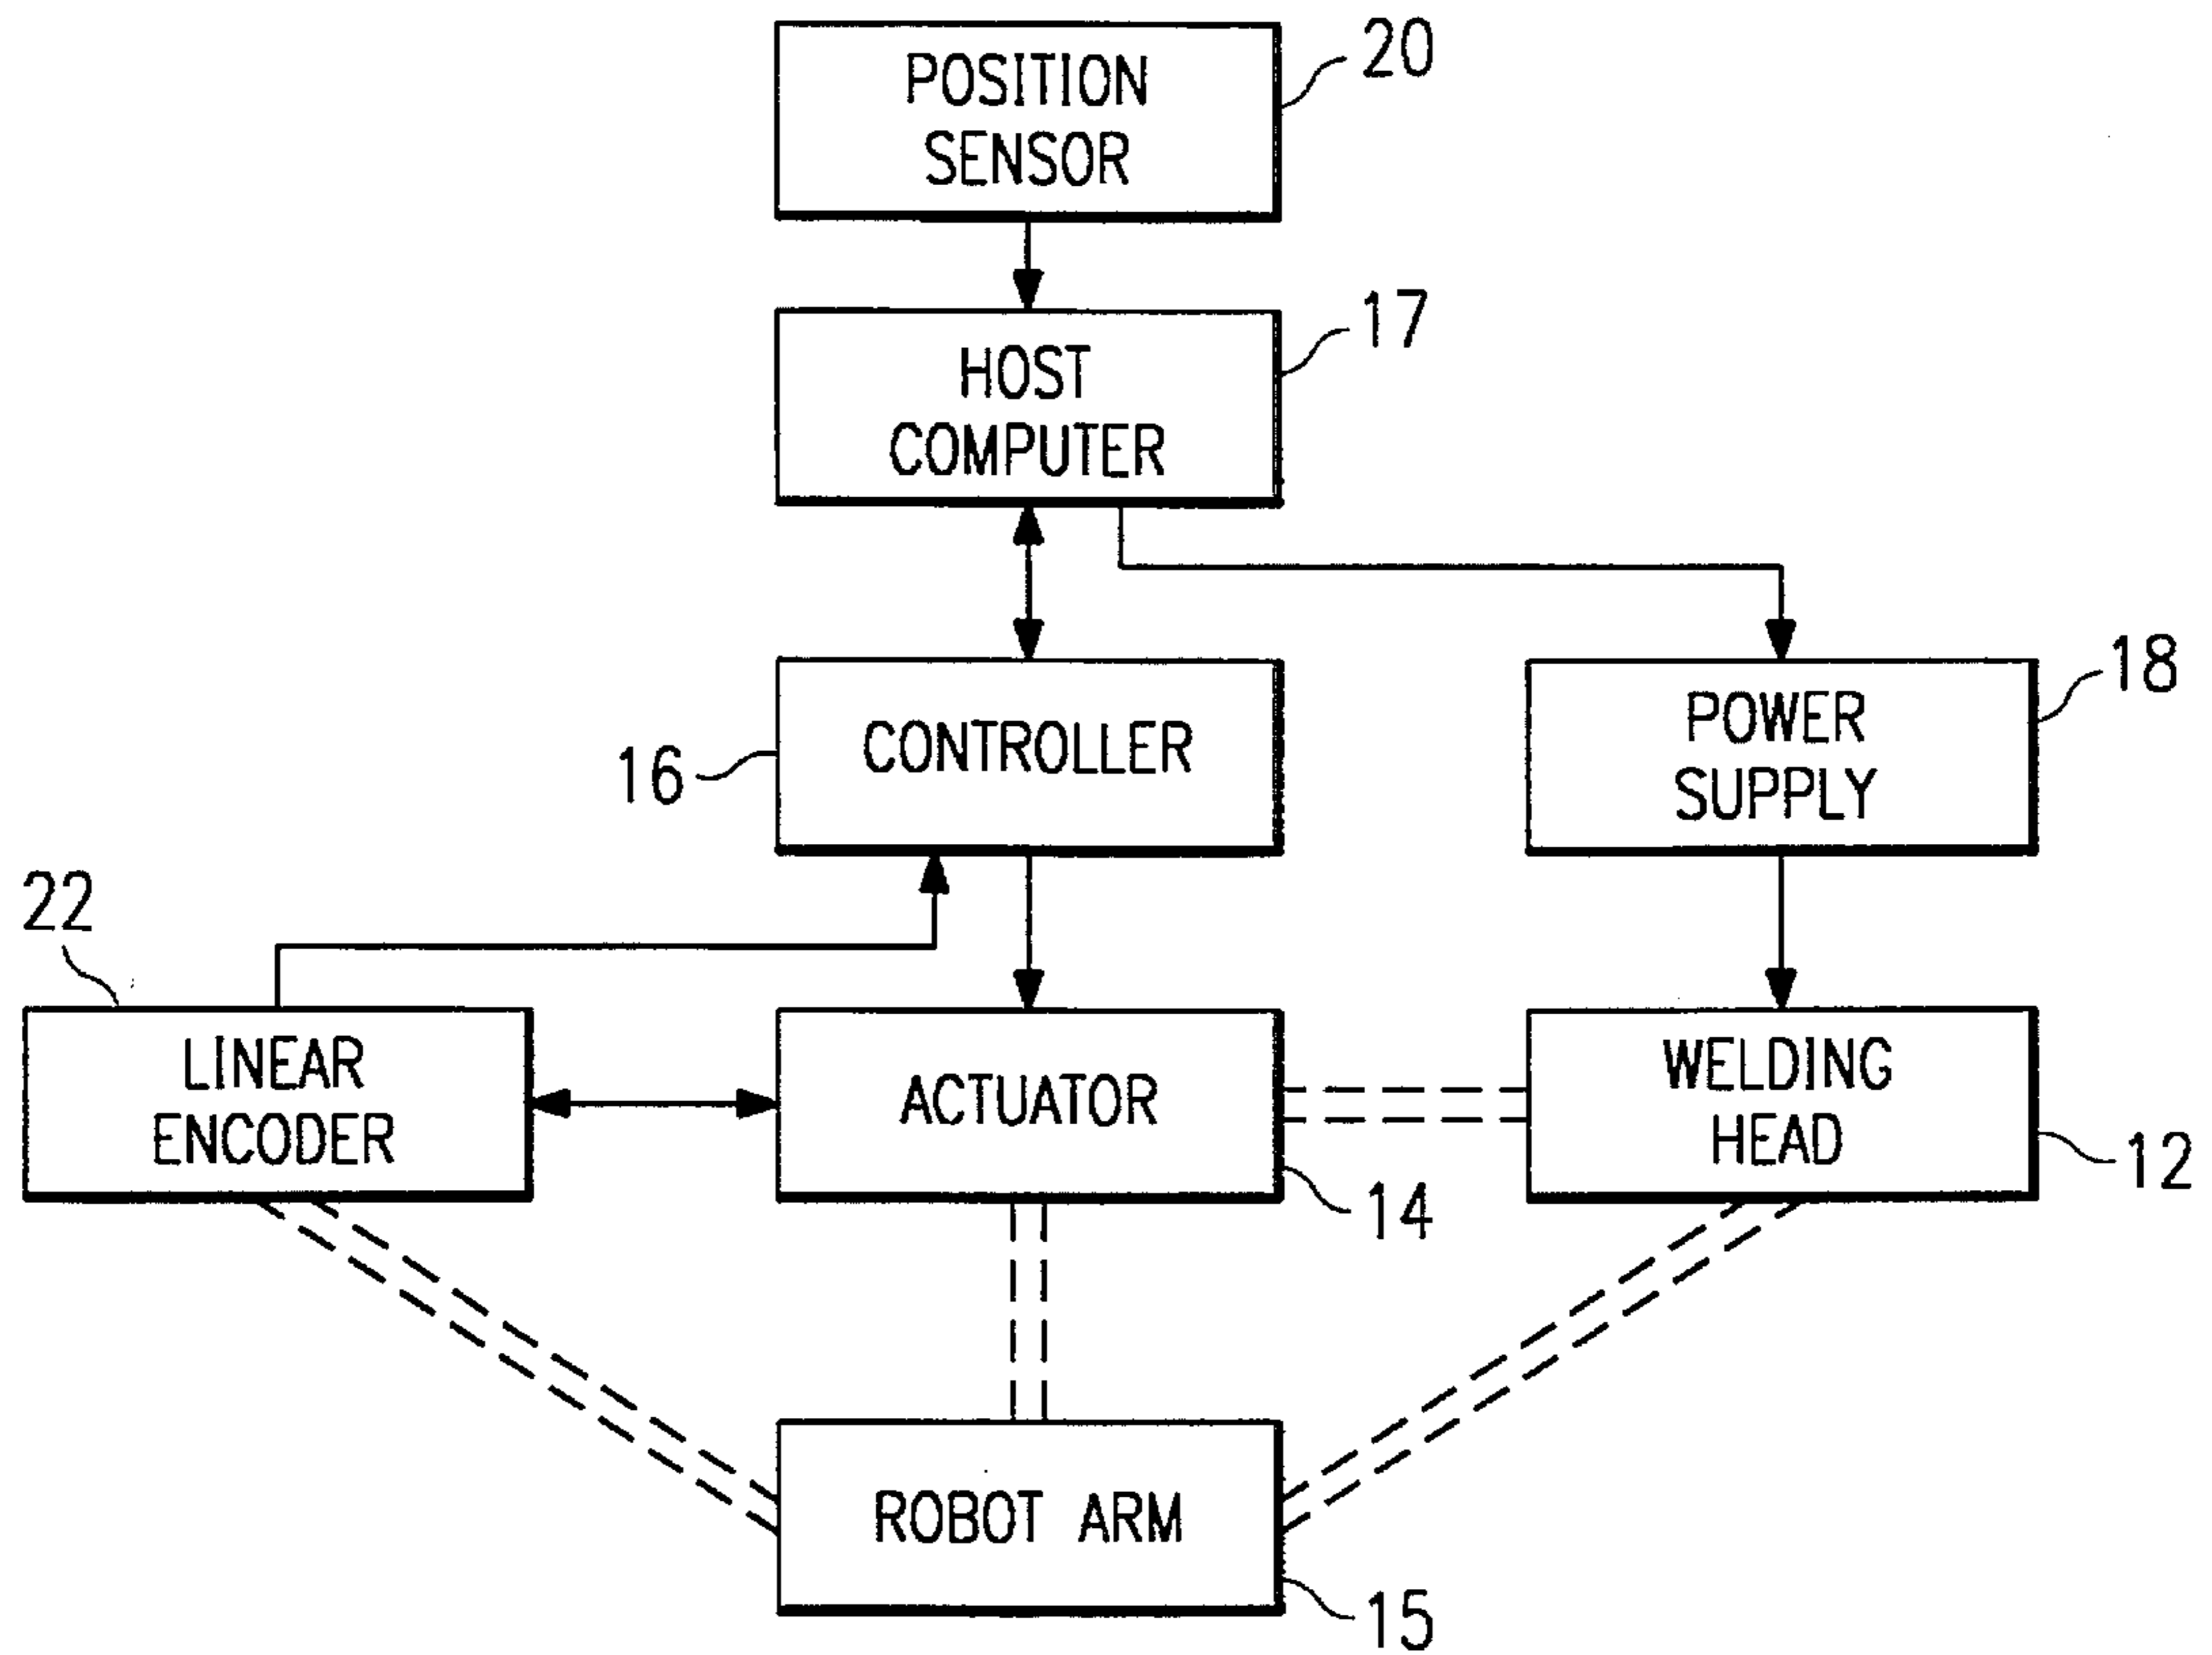 POSITION
SENSOR
20
HOST
COMPUTER
17
CONTROLLER
16
POWER
SUPPLY
18
22
LINEAR
ENCODER
ACTUATOR
14
WELDING
HEAD
12
ROBOT ARM
15